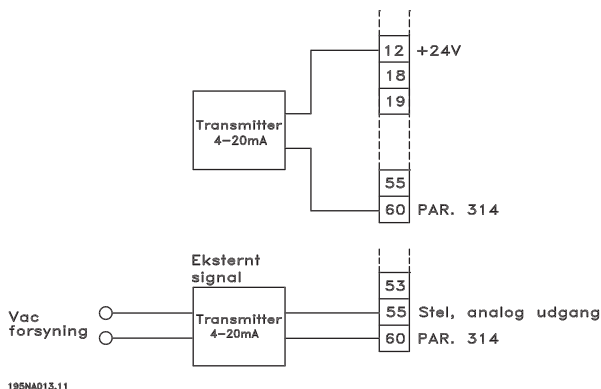 12 +24V
18
19
Transmitter
4-20mA
55
60 PAR. 314
Eksternt
signal
53
Vac
forsyning
Transmitter
4-20mA
55 Stel, analog udgang
60 PAR. 314
195NA013.11